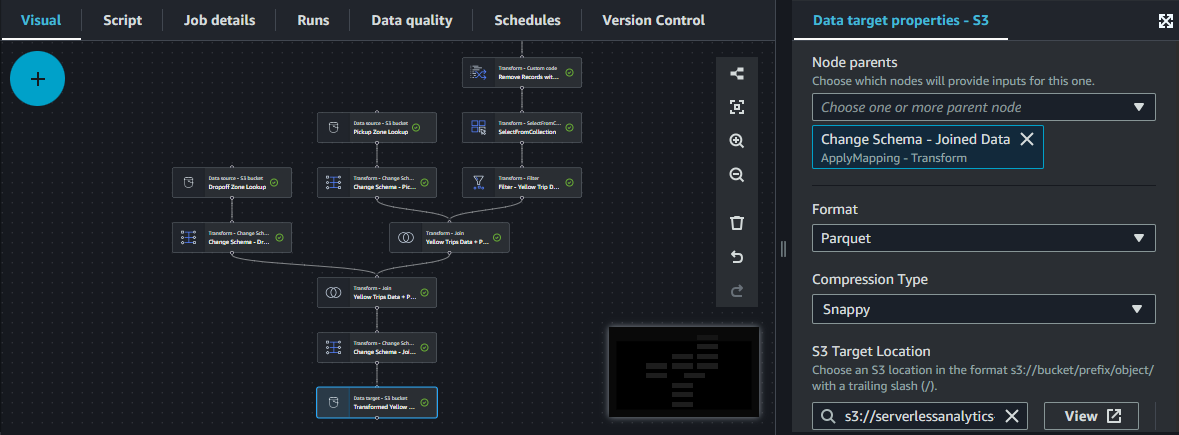 Visual
Script
Job details
Runs
Data quality
Schedules
Version Control
Transform - Custom code
Remove Records wit...
Data source - S3 bucket
Pickup Zone Lookup
Transform - SelectFromC...
SelectFromCollection
Data source - S3 bucket
Dropoff Zone Lookup
Transform - Change Sch...
Change Schema - Pic...
Transform - Filter
Filter - Yellow Trip D...
Transform - Change Sch...
Change Schema - Dr...
Transform - Join
Yellow Trips Data + P...
Transform - Join
Yellow Trips Data + P...
Transform - Change Sch...
Change Schema - Joi...
Data target - S3 bucket
Transformed Yellow ...
Data target properties - S3
Node parents
Choose which nodes will provide inputs for this one.
Choose one or more parent node
Change Schema - Joined Data
ApplyMapping - Transform
Format
Parquet
Compression Type
Snappy
S3 Target Location
Choose an S3 location in the format s3://bucket/prefix/object/
with a trailing slash (/).
s3://serverlessanalytics
View